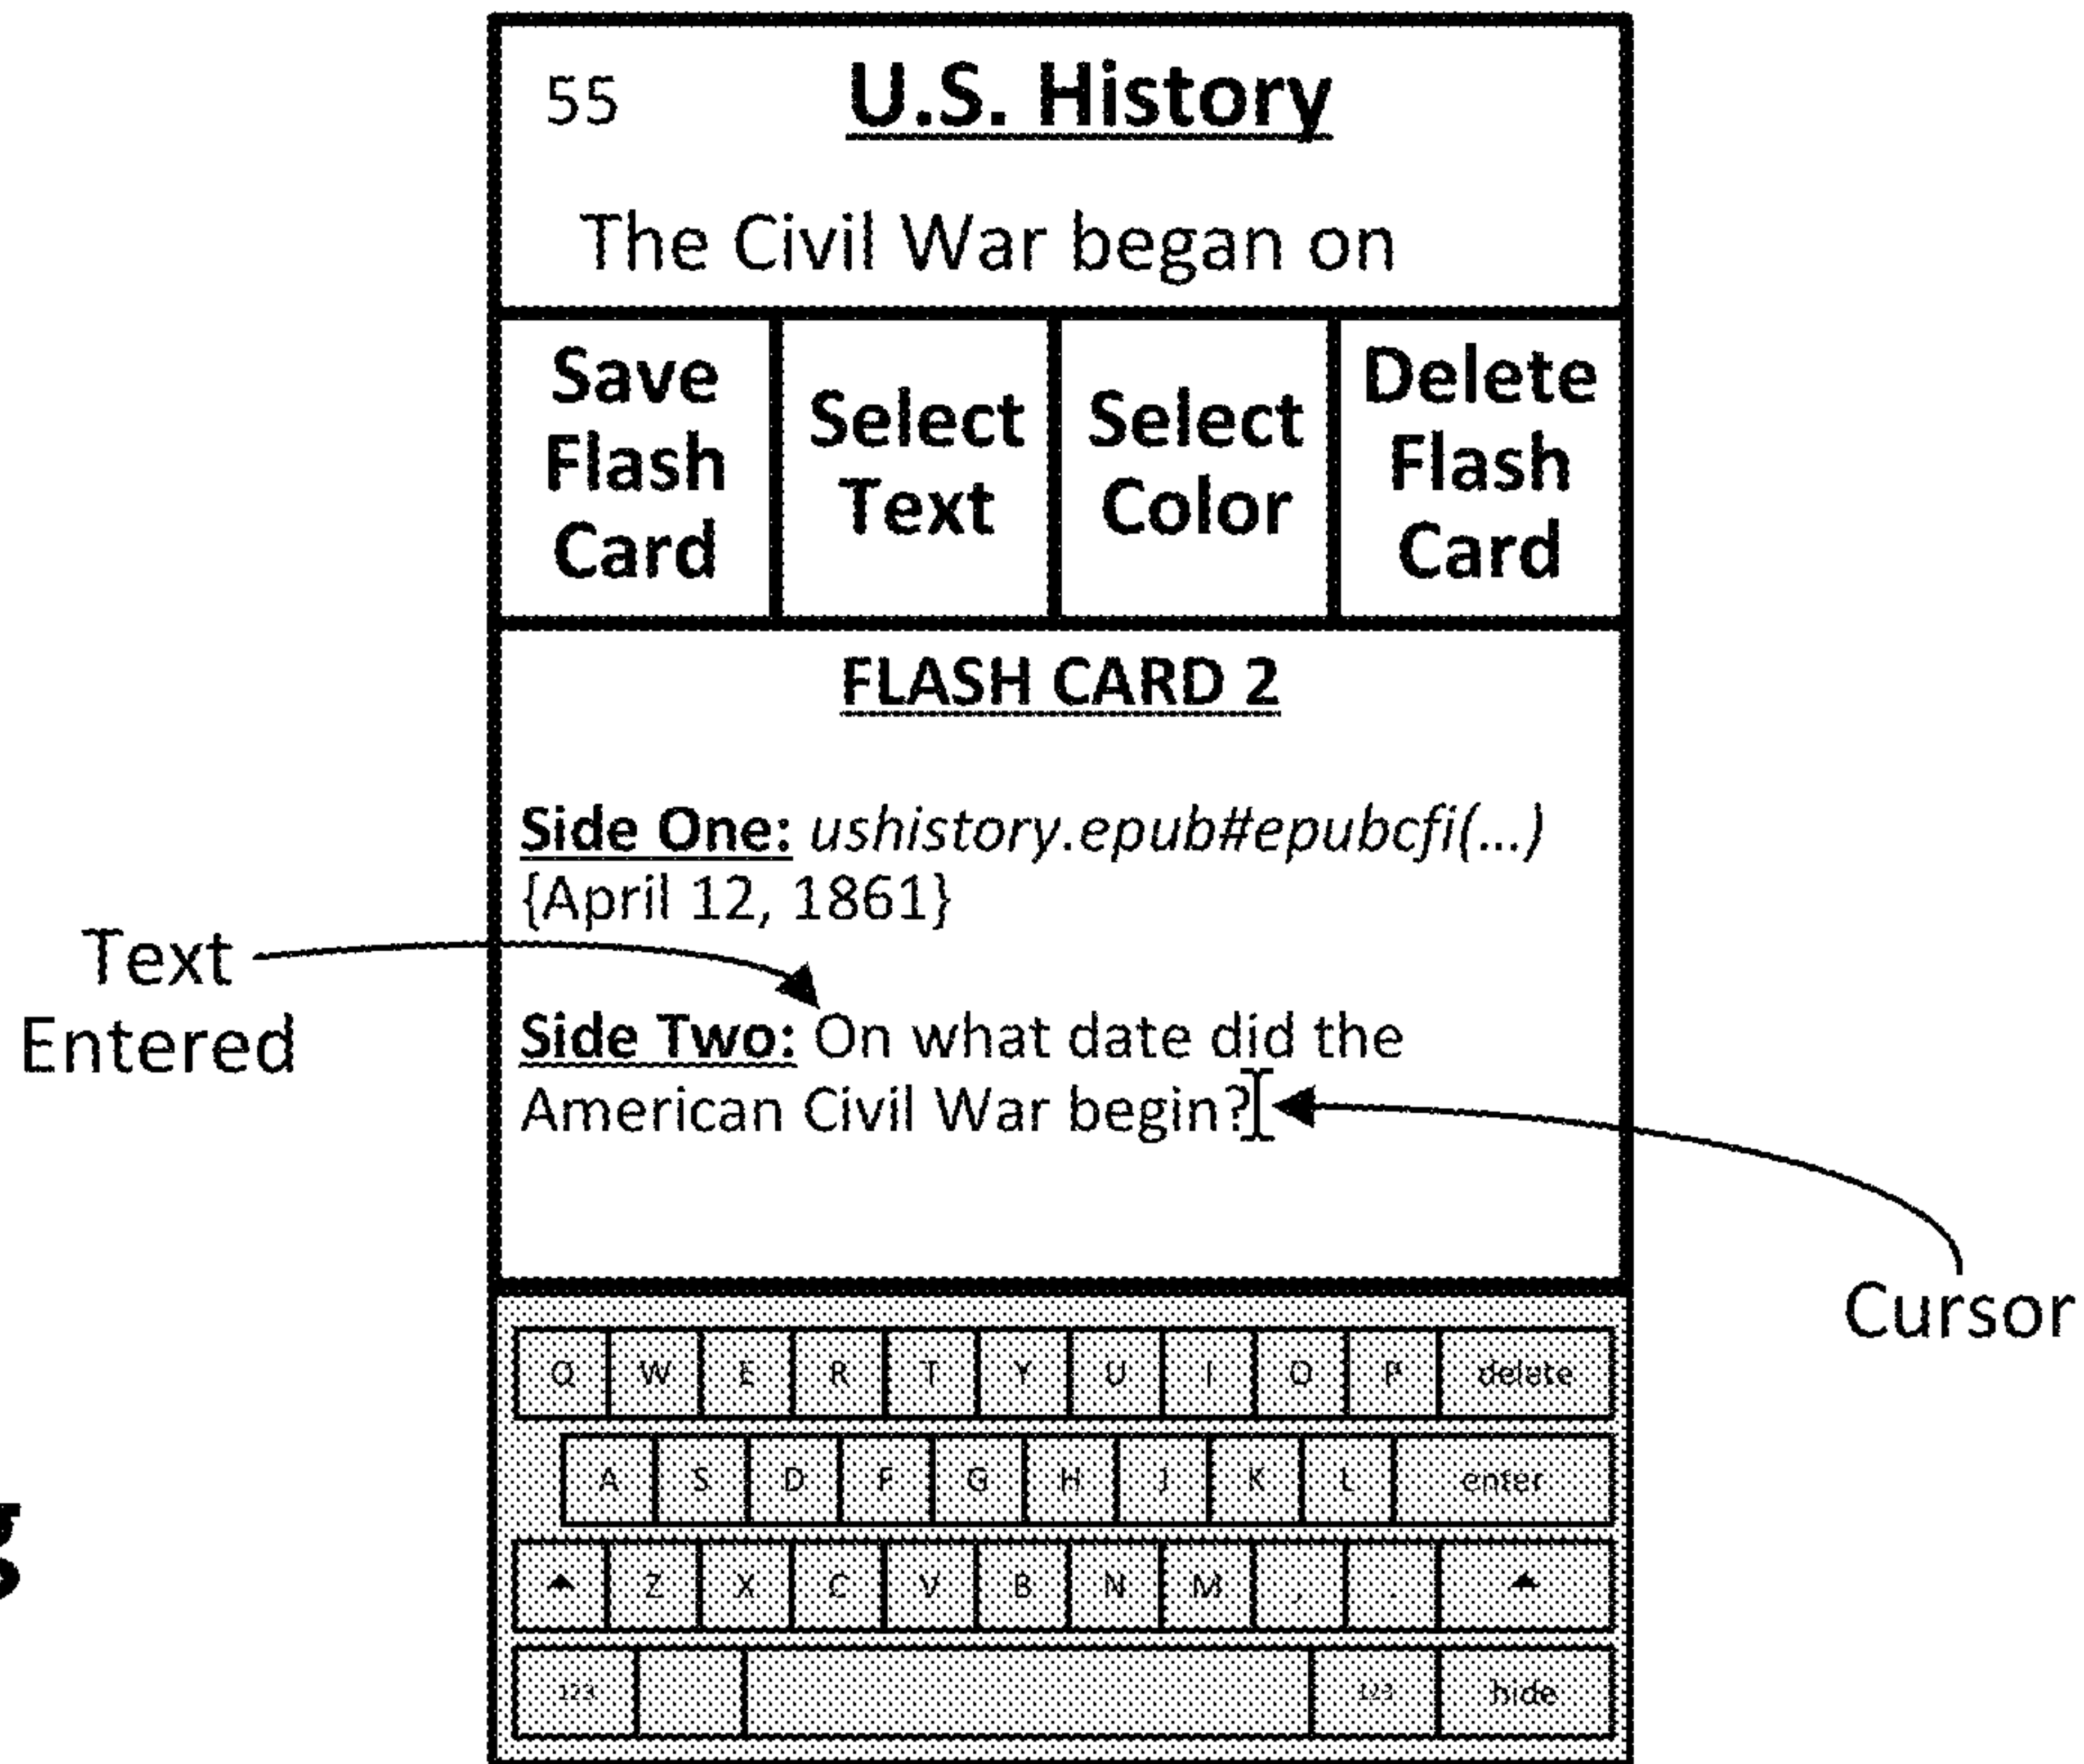 55 U.S. History
The Civil War began on
Save Flash Card
Select Text
Select Color
Delete Flash Card
FLASH CARD 2
Side One: ushistory.epub#epubcfi(...)
{April 12, 1861}
Text Entered
Side Two: On what date did the
American Civil War begin?
Cursor
Q W E R T Y U I O P delete
A S D F G H J K L enter
Z X C V B N M , .
123 123 hide